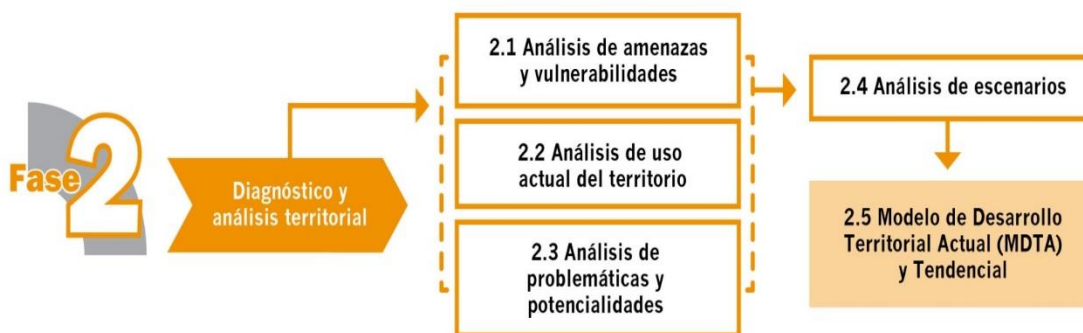 Fase 2
Diagnóstico y
análisis territorial
2.1 Análisis de amenazas
y vulnerabilidades
2.2 Análisis de uso
actual del territorio
2.3 Análisis de
problemáticas y
potencialidades
2.4 Análisis de escenarios
2.5 Modelo de Desarrollo
Territorial Actual (MDTA)
y Tendencial